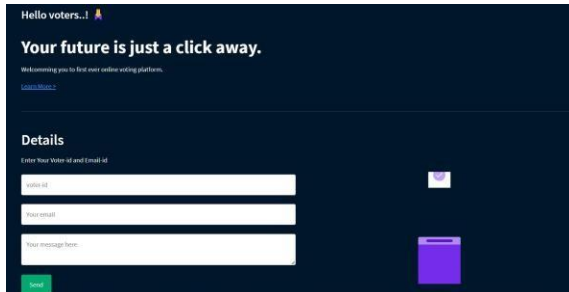 Hello voters..!
Your future is just a click away.
Welcomming you to first ever online voting platform.
Learn More >
Details
Enter Your Voter-id and Email-id
voter-id
Your email
Your message here
Send